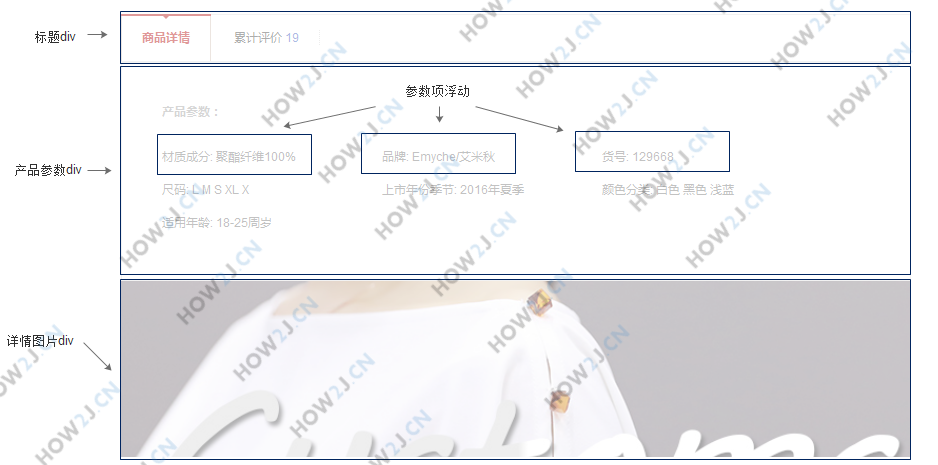 标题div
商品详情 累计评价 19
参数项浮动
产品参数：
材质成分: 聚酯纤维100% 品牌: Emyche/艾米秋 货号: 129668
产品参数div
尺码: L M S XL X 上市年份季节: 2016年夏季 颜色分类: 白色 黑色 浅蓝
适用年龄: 18-25周岁
详情图片div
Customs
HOW2J.CN